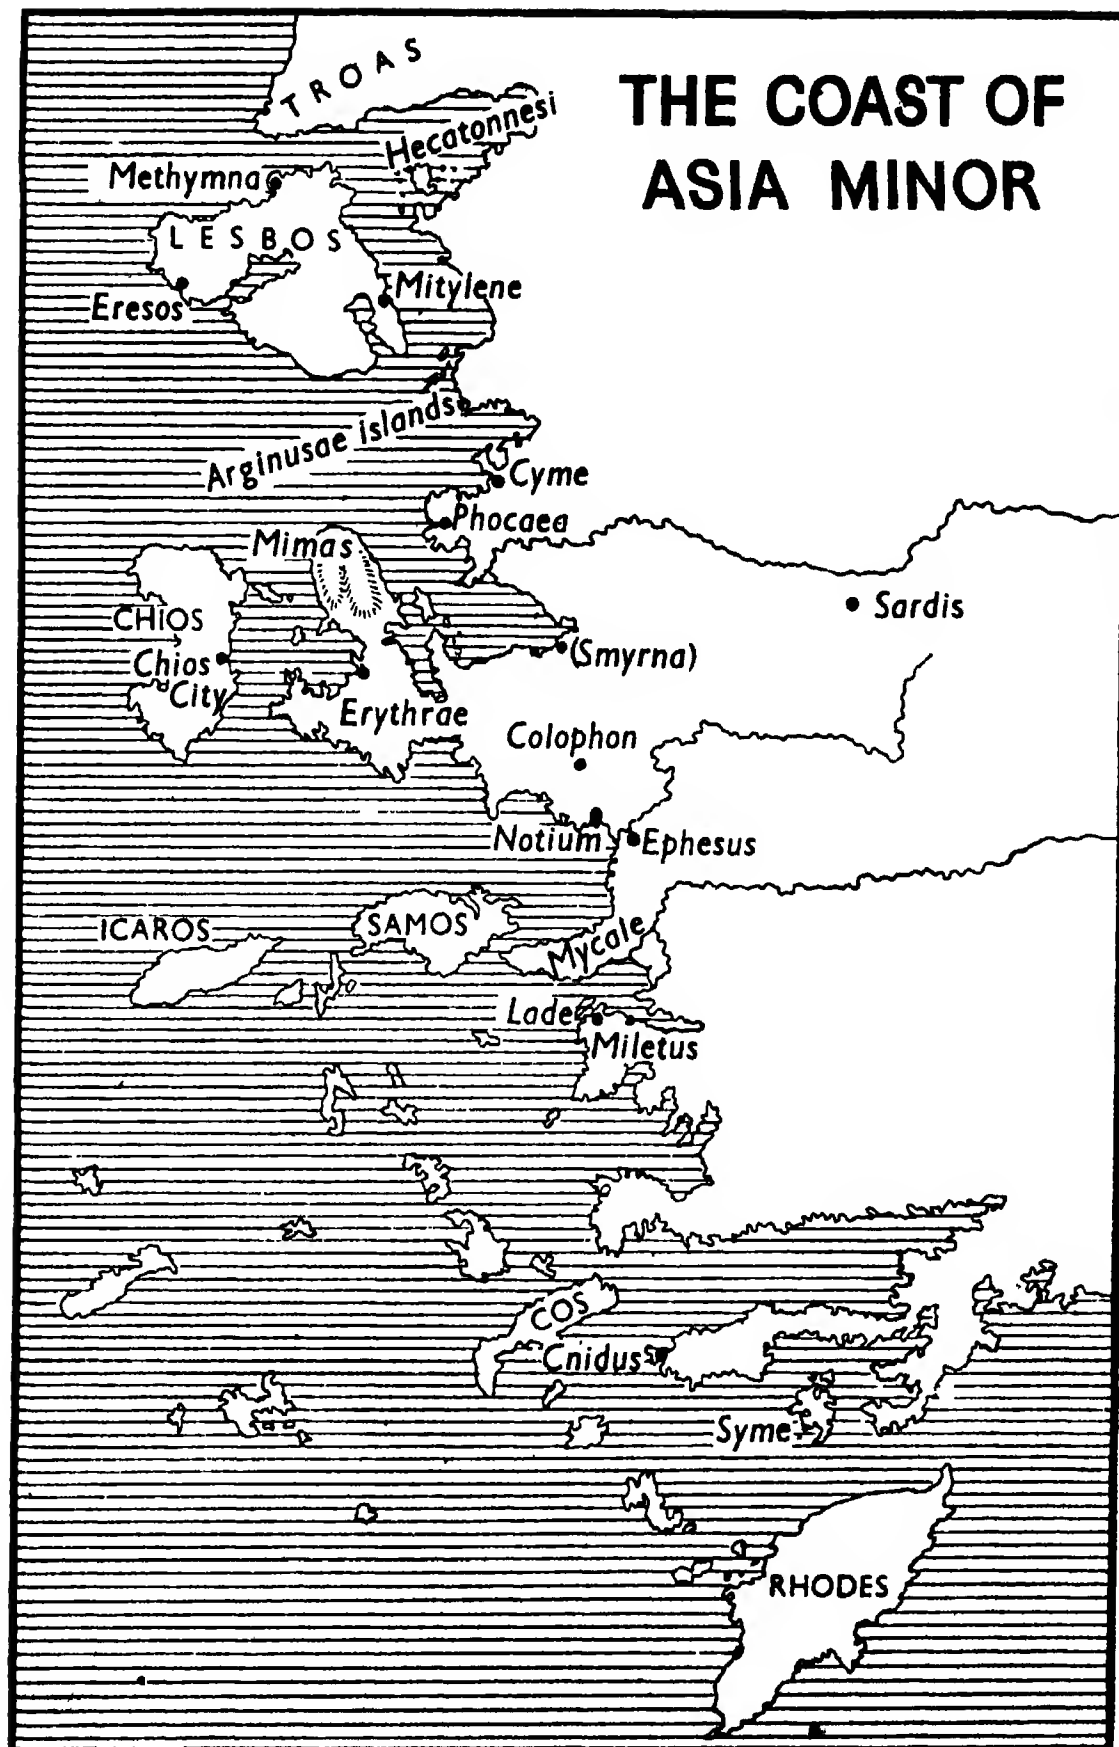 THE COAST OF
ASIA MINOR
TROAS
Hecatonnesi
Methymna
LESBOS
Mitylene
Eresos
Arginusae islands
Cyme
Phocaea
Mimas
Sardis
CHIOS
(Smyrna)
Chios
City
Erythrae
Colophon
Notium
Ephesus
ICAROS
SAMOS
Mycale
Lade
Miletus
COS
Cnidus
Syme
RHODES